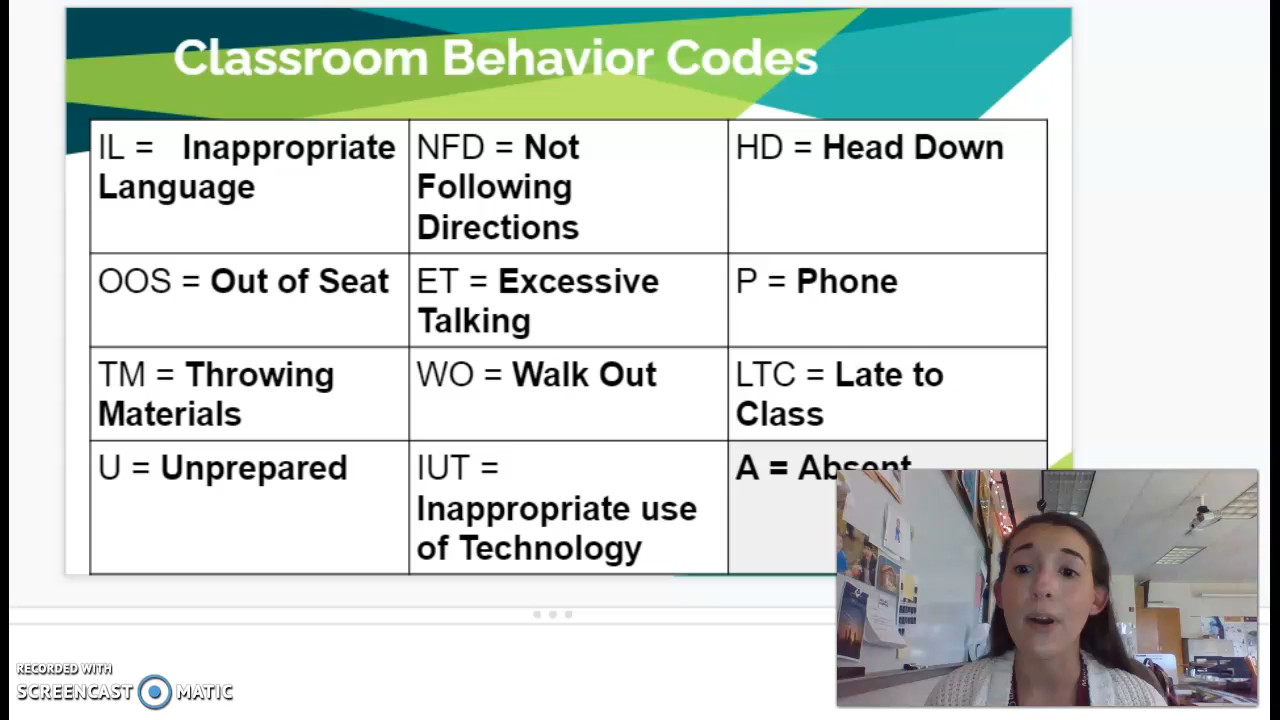 Classroom Behavior Codes
IL = Inappropriate
Language
NFD = Not
Following
Directions
HD = Head Down
OOS = Out of Seat
ET = Excessive
Talking
P = Phone
TM = Throwing
Materials
WO = Walk Out
LTC = Late to
Class
U = Unprepared
IUT =
Inappropriate use
of Technology
A = Absent
RECORDED WITH
SCREENCAST MATIC